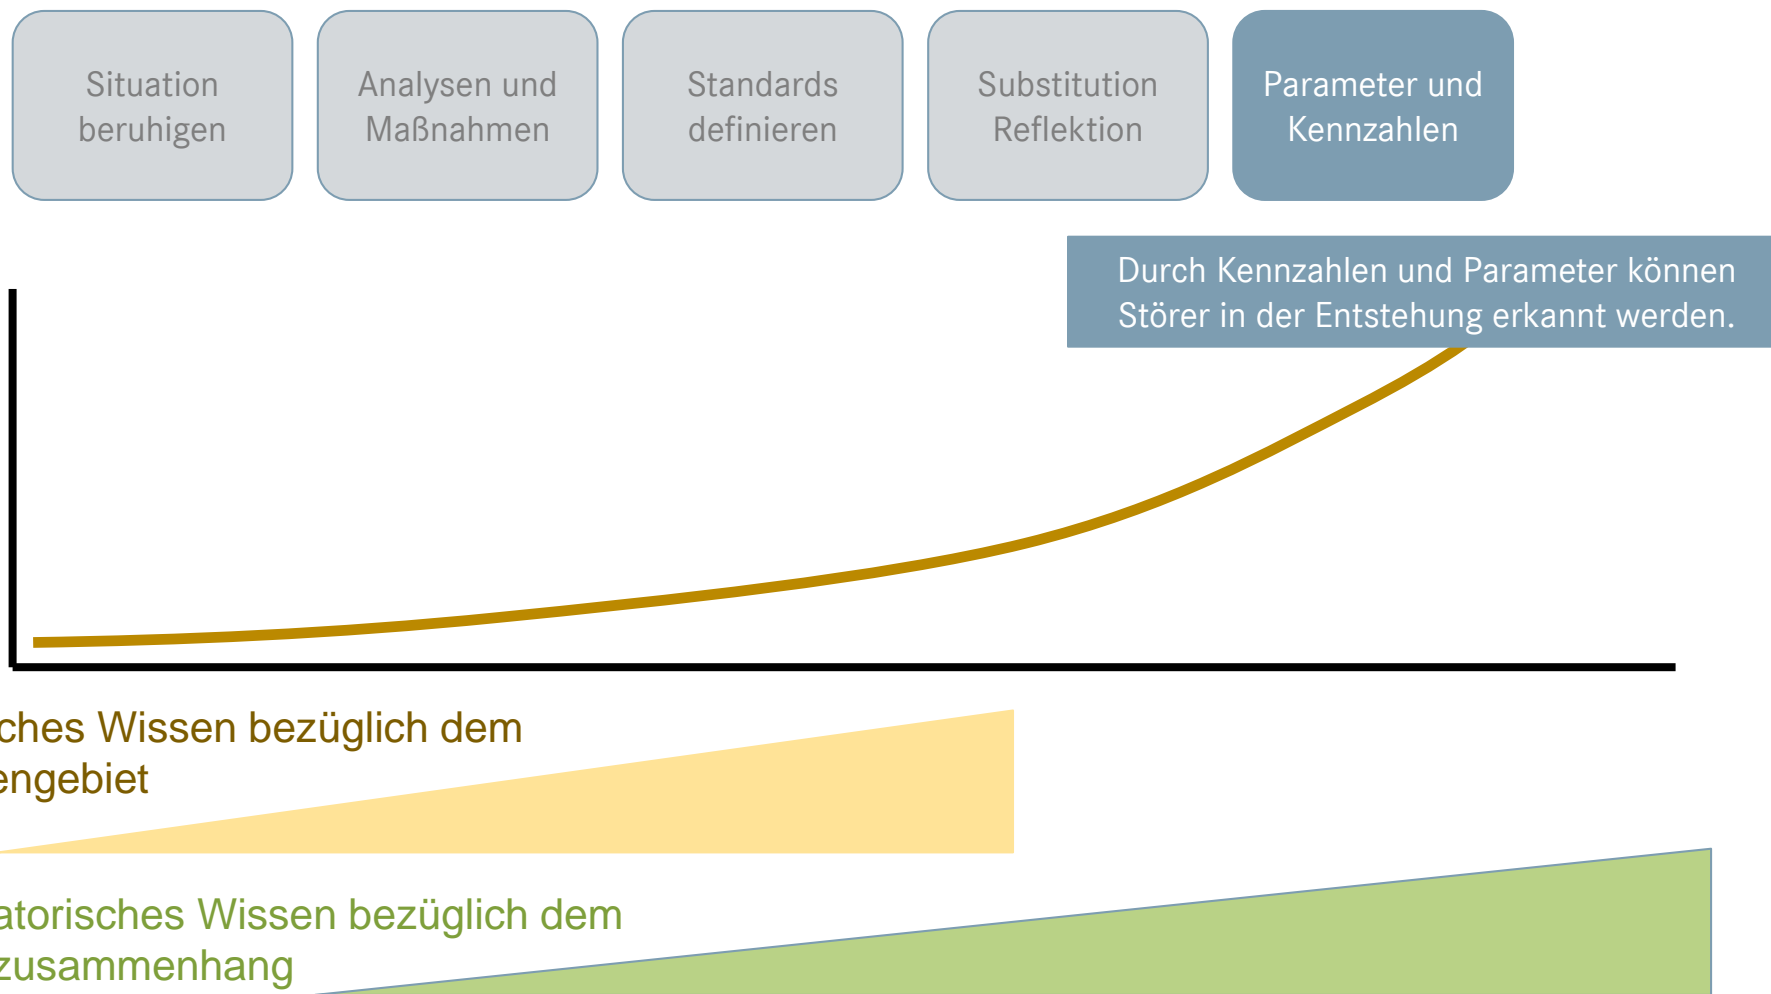 Situation
beruhigen
Analysen und
Maßnahmen
Standards
definieren
Substitution
Reflektion
Parameter und
Kennzahlen
Durch Kennzahlen und Parameter können
Störer in der Entstehung erkannt werden.
ches Wissen bezüglich dem
engebiet
atorisches Wissen bezüglich dem
zusammenhang